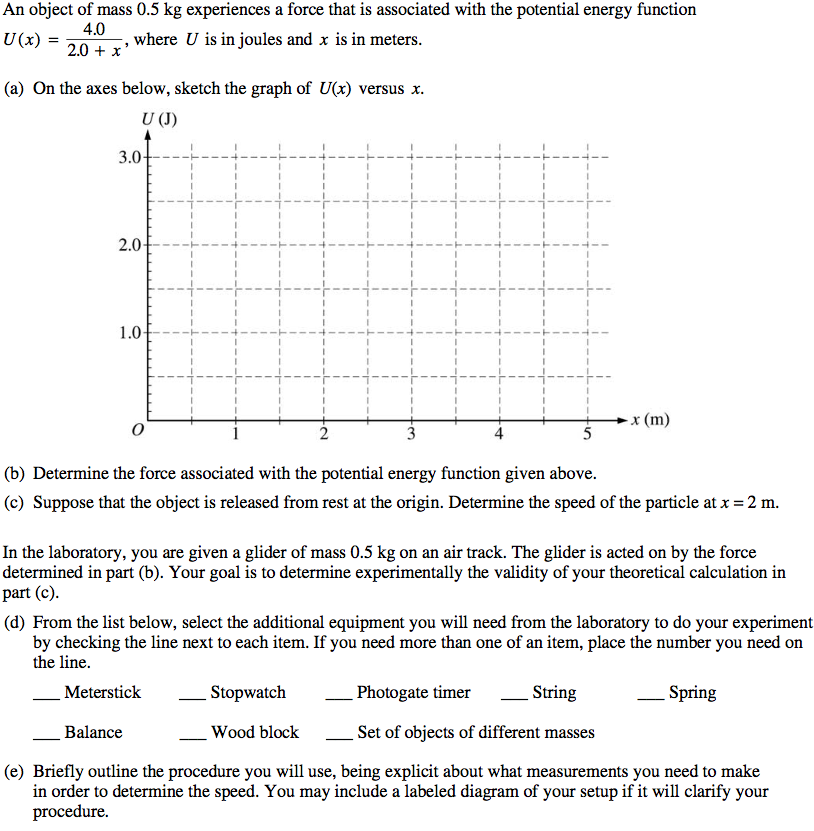 An object of mass 0.5 kg experiences a force that is associated with the potential energy function
U(x) = 4.0 / 2.0 + x, where U is in joules and x is in meters.
(a) On the axes below, sketch the graph of U(x) versus x.
U (J)
3.0
2.0
1.0
O 1 2 3 4 5 x (m)
(b) Determine the force associated with the potential energy function given above.
(c) Suppose that the object is released from rest at the origin. Determine the speed of the particle at x = 2 m.
In the laboratory, you are given a glider of mass 0.5 kg on an air track. The glider is acted on by the force
determined in part (b). Your goal is to determine experimentally the validity of your theoretical calculation in
part (c).
(d) From the list below, select the additional equipment you will need from the laboratory to do your experiment
by checking the line next to each item. If you need more than one of an item, place the number you need on
the line.
___ Meterstick ___ Stopwatch ___ Photogate timer ___ String ___ Spring
___ Balance ___ Wood block ___ Set of objects of different masses
(e) Briefly outline the procedure you will use, being explicit about what measurements you need to make
in order to determine the speed. You may include a labeled diagram of your setup if it will clarify your
procedure.